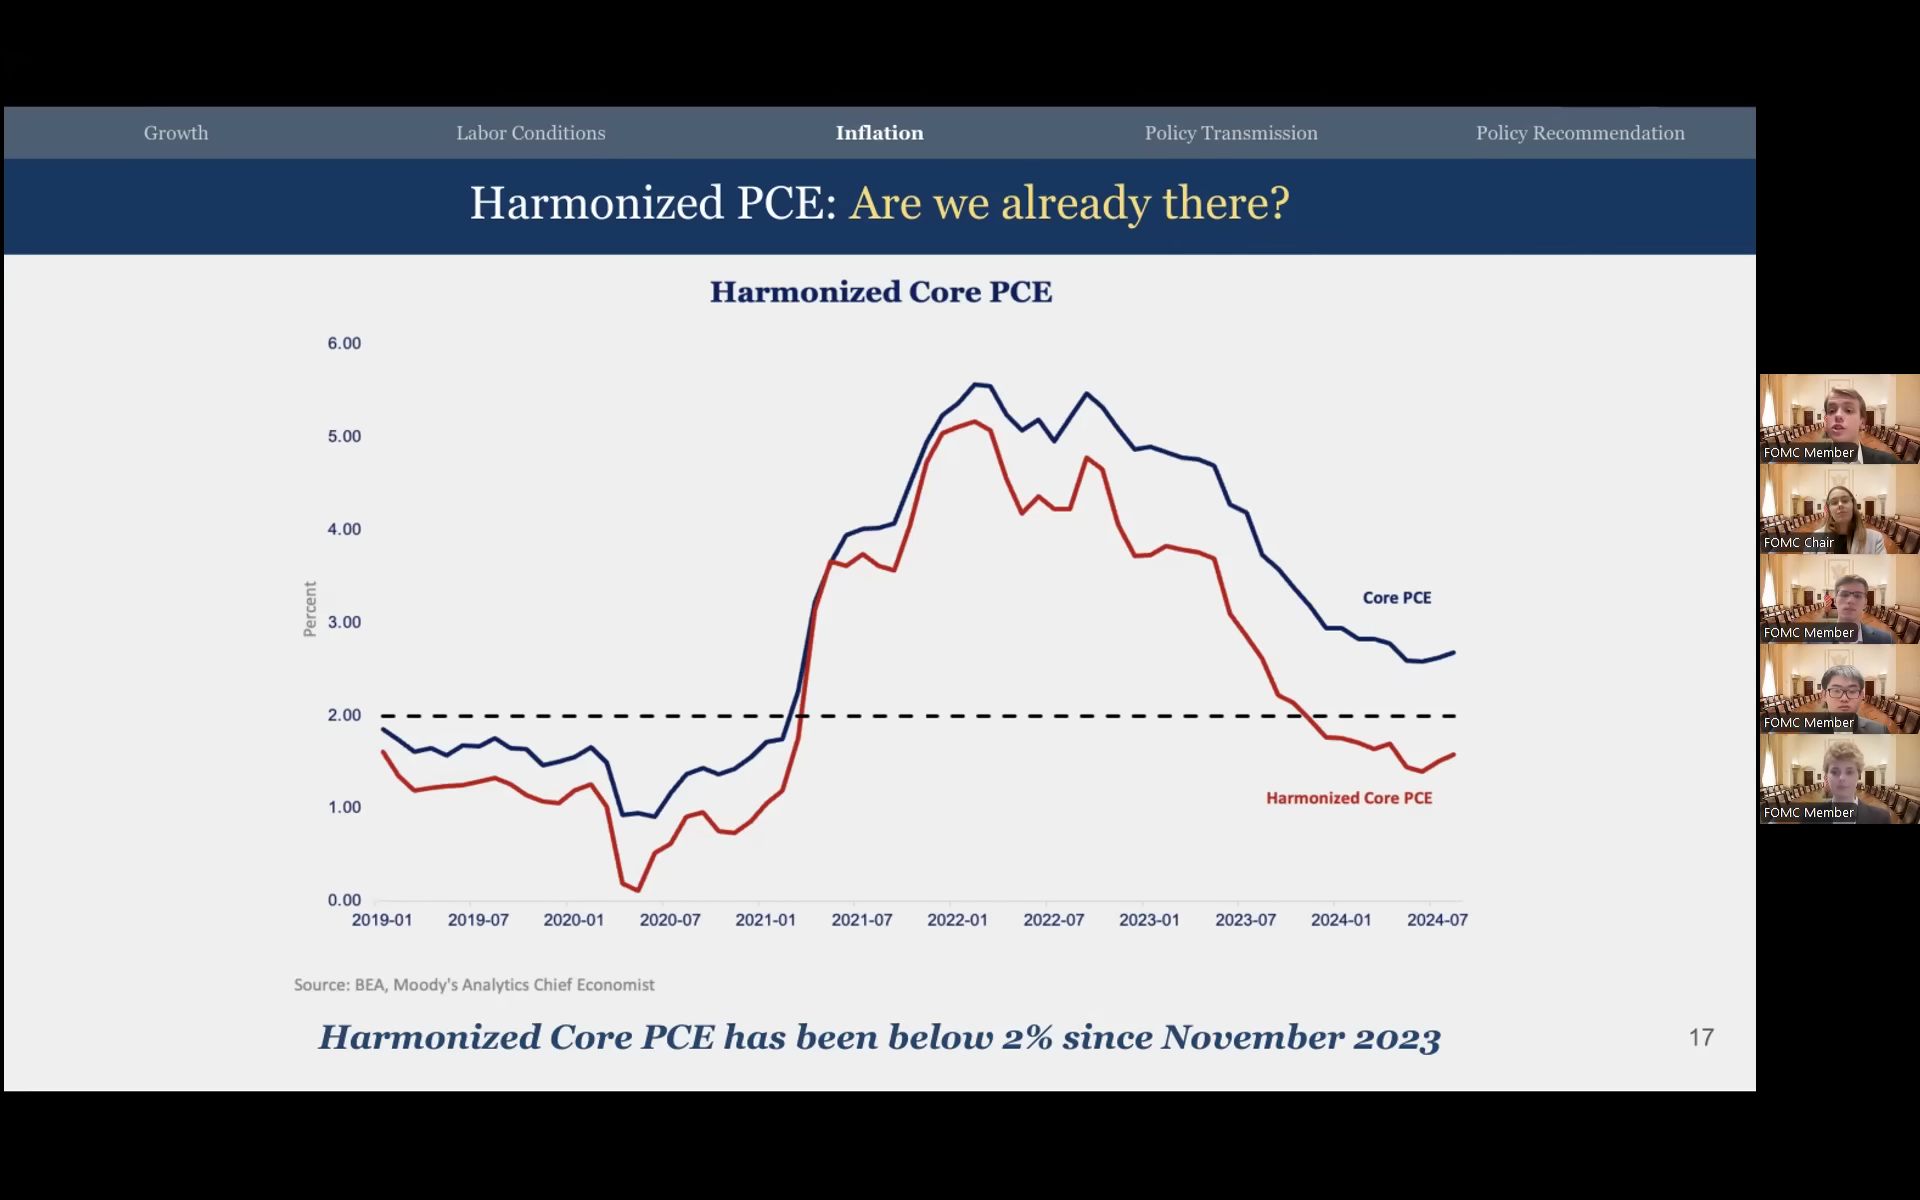 Growth
Labor Conditions
Inflation
Policy Transmission
Policy Recommendation
Harmonized PCE: Are we already there?
Harmonized Core PCE
6.00
5.00
4.00
3.00
2.00
1.00
0.00
Percent
Core PCE
Harmonized Core PCE
2019-01
2019-07
2020-01
2020-07
2021-01
2021-07
2022-01
2022-07
2023-01
2023-07
2024-01
2024-07
Source: BEA, Moody's Analytics Chief Economist
Harmonized Core PCE has been below 2% since November 2023
17
FOMC Member
FOMC Chair
FOMC Member
FOMC Member
FOMC Member